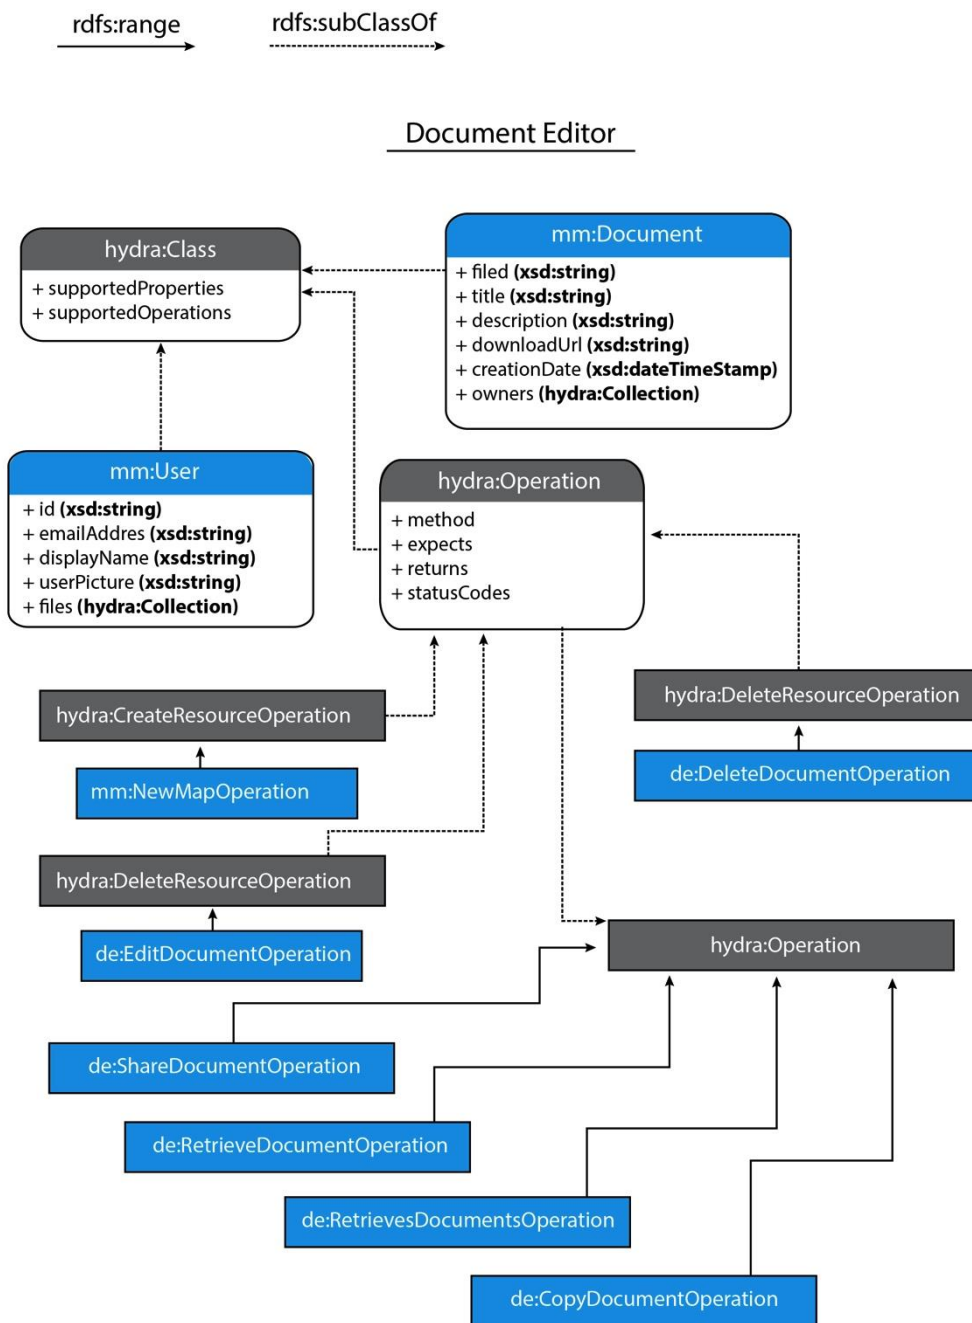 rdfs:range
rdfs:subClassOf
Document Editor
hydra:Class
+ supportedProperties
+ supportedOperations
mm:Document
+ filed (xsd:string)
+ title (xsd:string)
+ description (xsd:string)
+ downloadUrl (xsd:string)
+ creationDate (xsd:dateTimeStamp)
+ owners (hydra:Collection)
mm:User
+ id (xsd:string)
+ emailAddres (xsd:string)
+ displayName (xsd:string)
+ userPicture (xsd:string)
+ files (hydra:Collection)
hydra:Operation
+ method
+ expects
+ returns
+ statusCodes
hydra:CreateResourceOperation
mm:NewMapOperation
hydra:DeleteResourceOperation
de:DeleteDocumentOperation
hydra:DeleteResourceOperation
de:EditDocumentOperation
hydra:Operation
de:ShareDocumentOperation
de:RetrieveDocumentOperation
de:RetrievesDocumentsOperation
de:CopyDocumentOperation